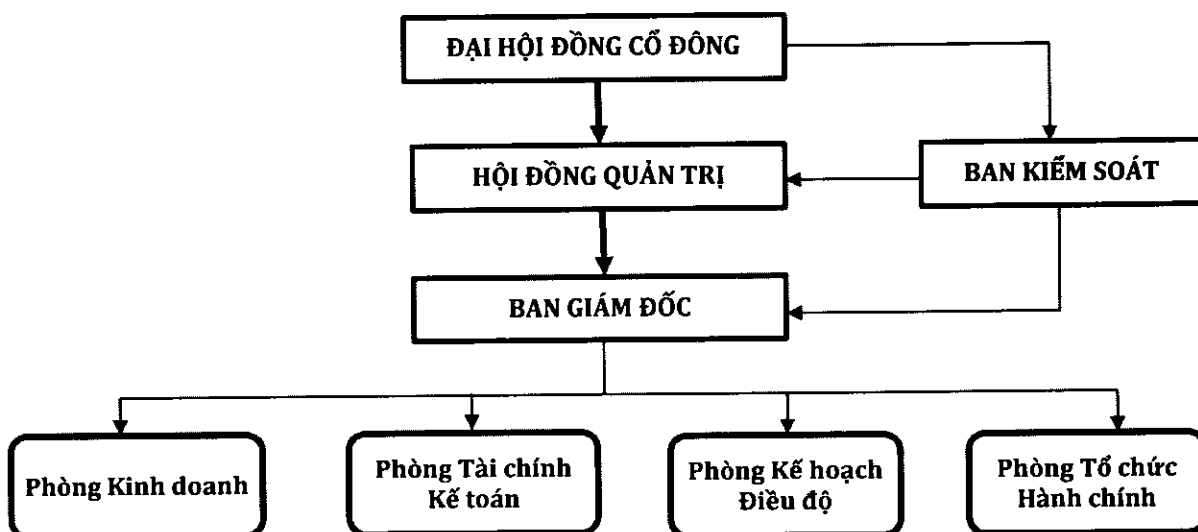 ĐẠI HỘI ĐỒNG CỔ ĐÔNG
HỘI ĐỒNG QUẢN TRỊ
BAN KIỂM SOÁT
BAN GIÁM ĐỐC
Phòng Kinh doanh
Phòng Tài chính
Kế toán
Phòng Kế hoạch
Điều độ
Phòng Tổ chức
Hành chính